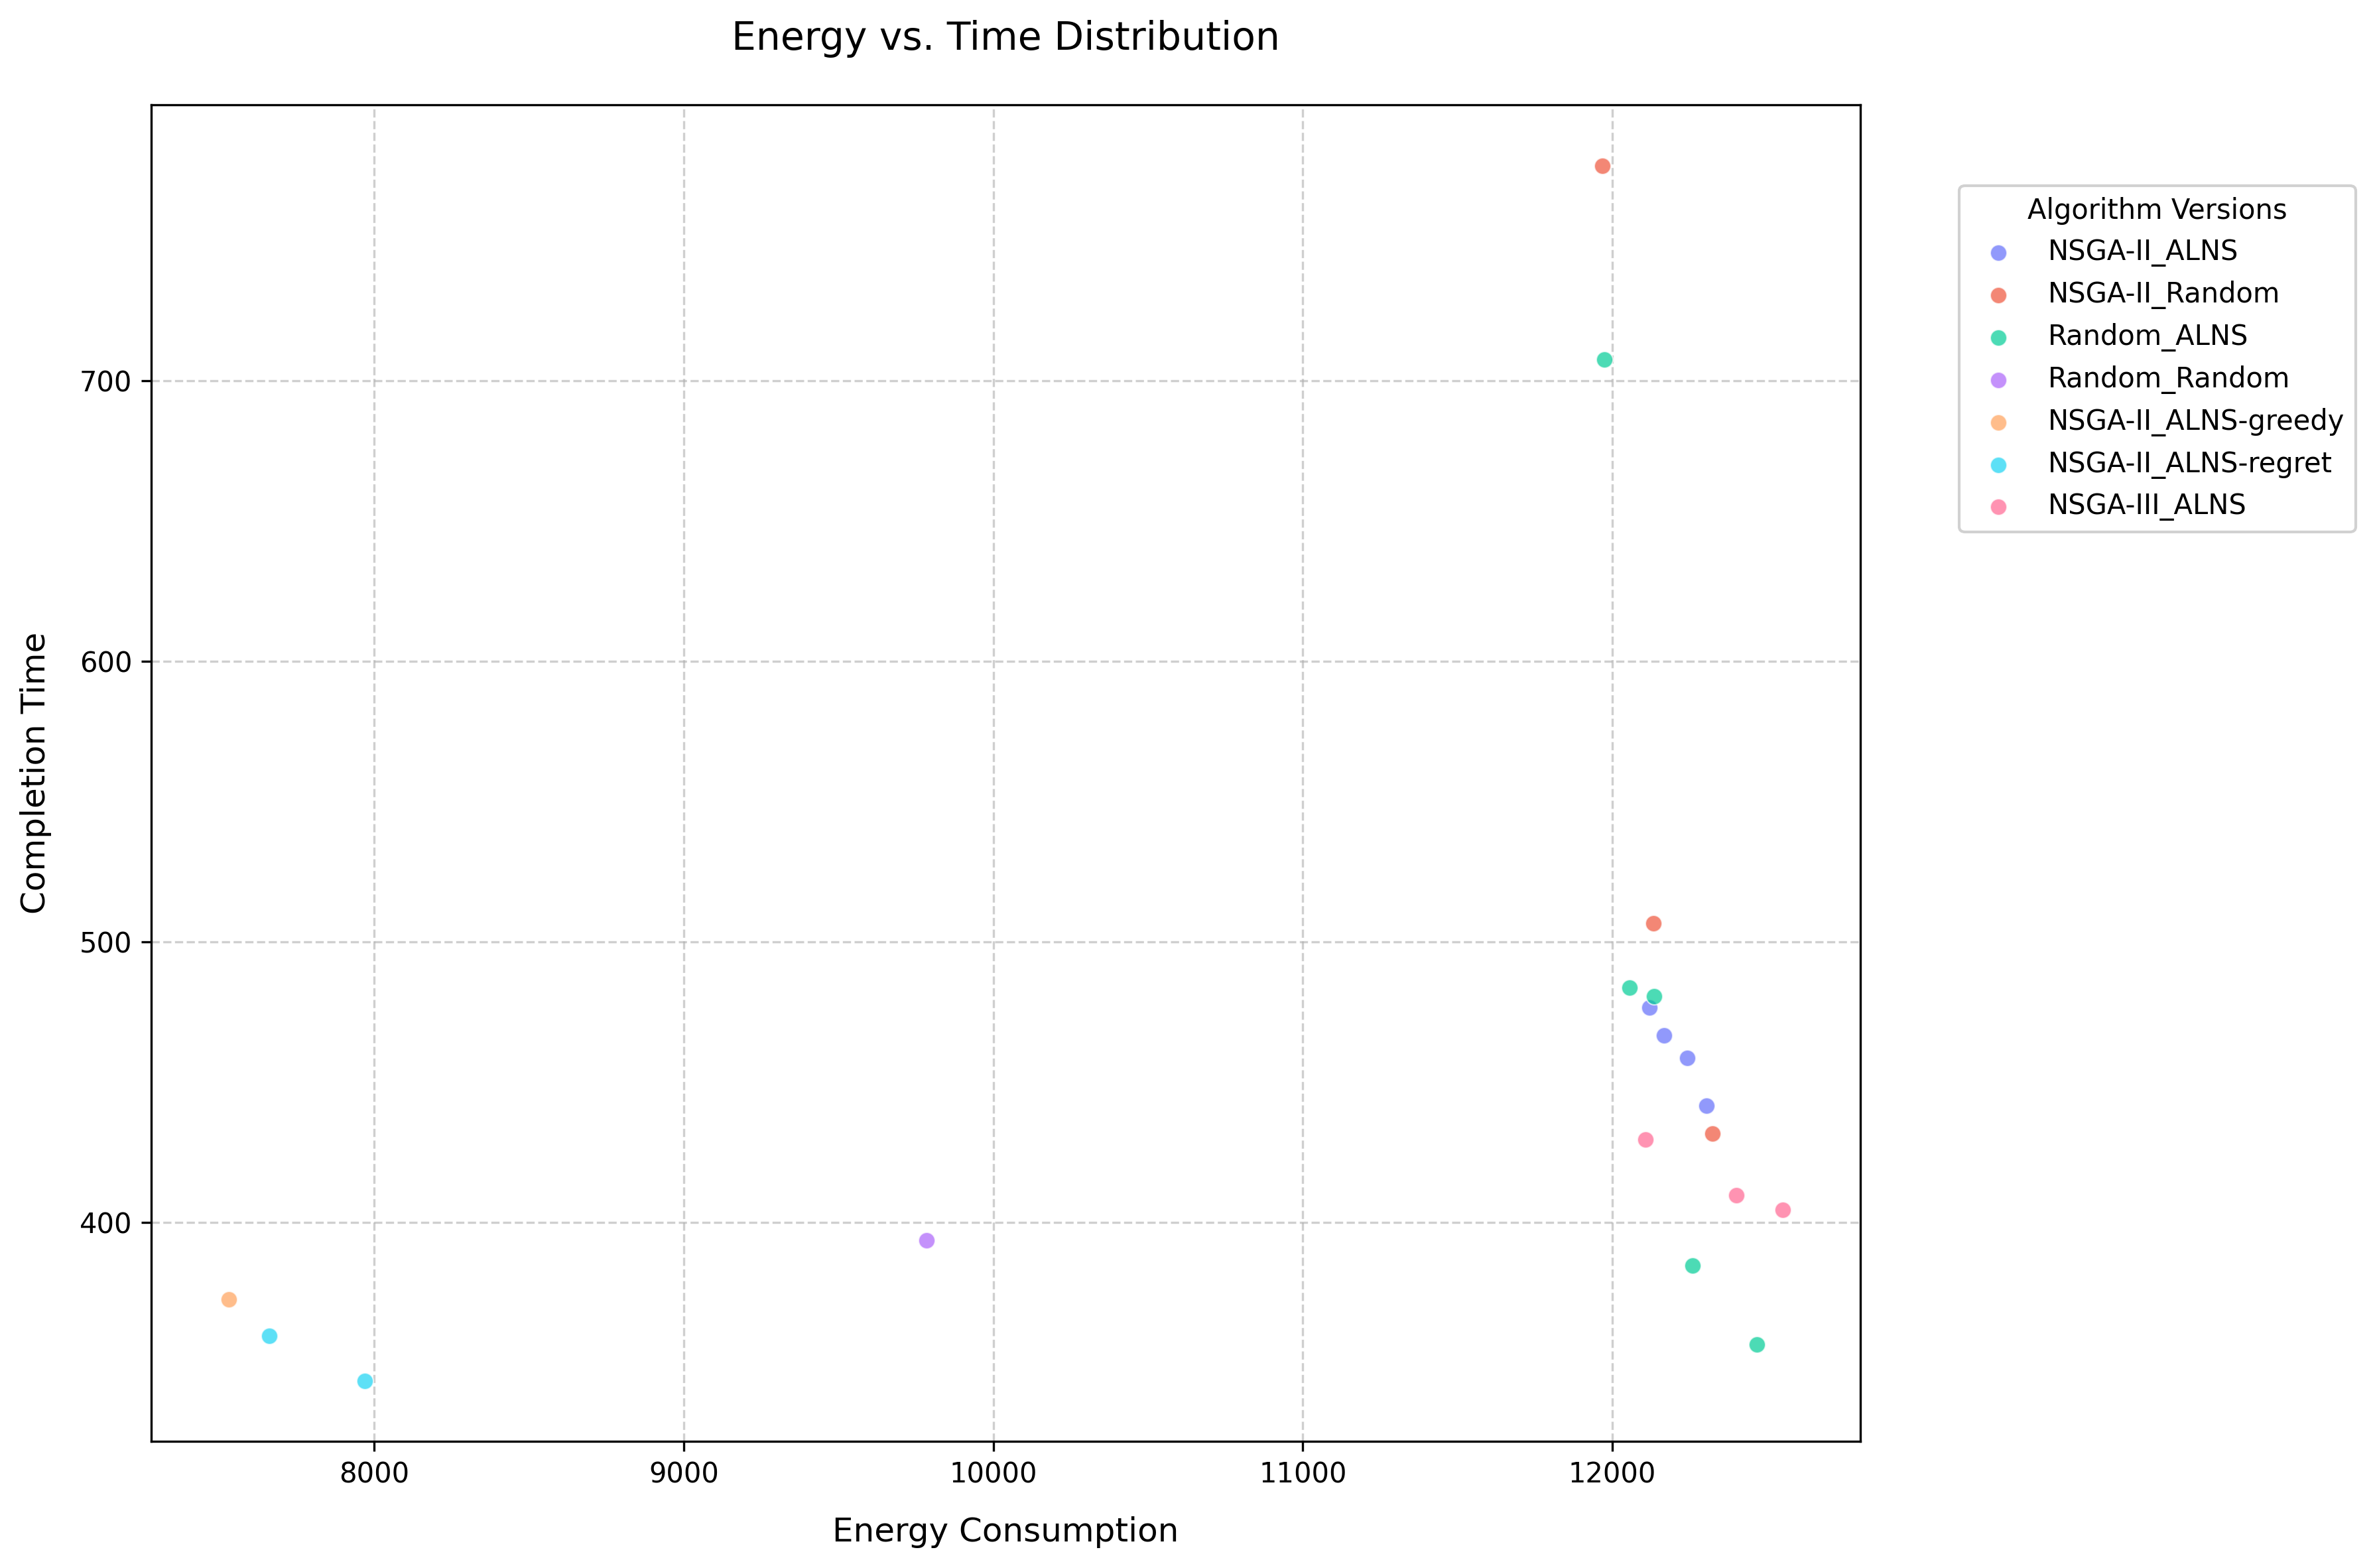 Energy vs. Time Distribution
Completion Time
700
600
500
400
8000 9000 10000 11000 12000
Energy Consumption
Algorithm Versions
NSGA-II_ALNS
NSGA-II_Random
Random_ALNS
Random_Random
NSGA-II_ALNS-greedy
NSGA-II_ALNS-regret
NSGA-III_ALNS